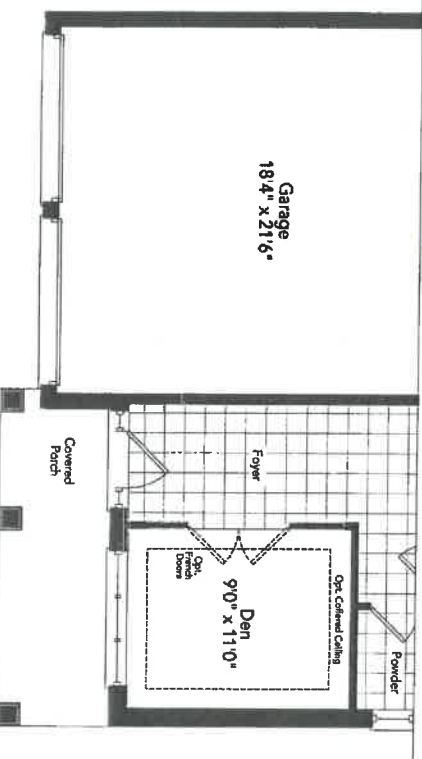 Garage
18'4" x 21'6"
Foyer
Covered
Porch
Opt. Coffered Ceiling
Den
9'0" x 11'0"
Opt.
French
Doors
Powder